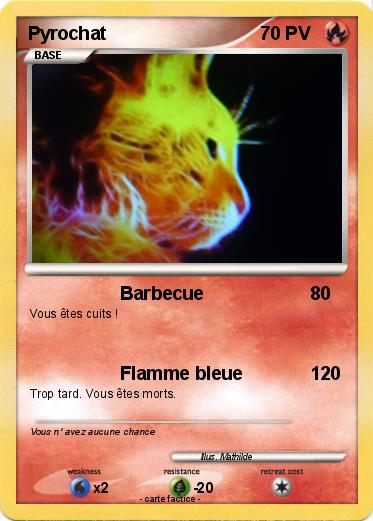 Pyrochat 70 PV
BASE
Barbecue 80
Vous êtes cuits !
Flamme bleue 120
Trop tard. Vous êtes morts.
Vous n' avez aucune chance
Illus. Mathilde
weakness resistance retreat cost
x2 -20
- carte factice -